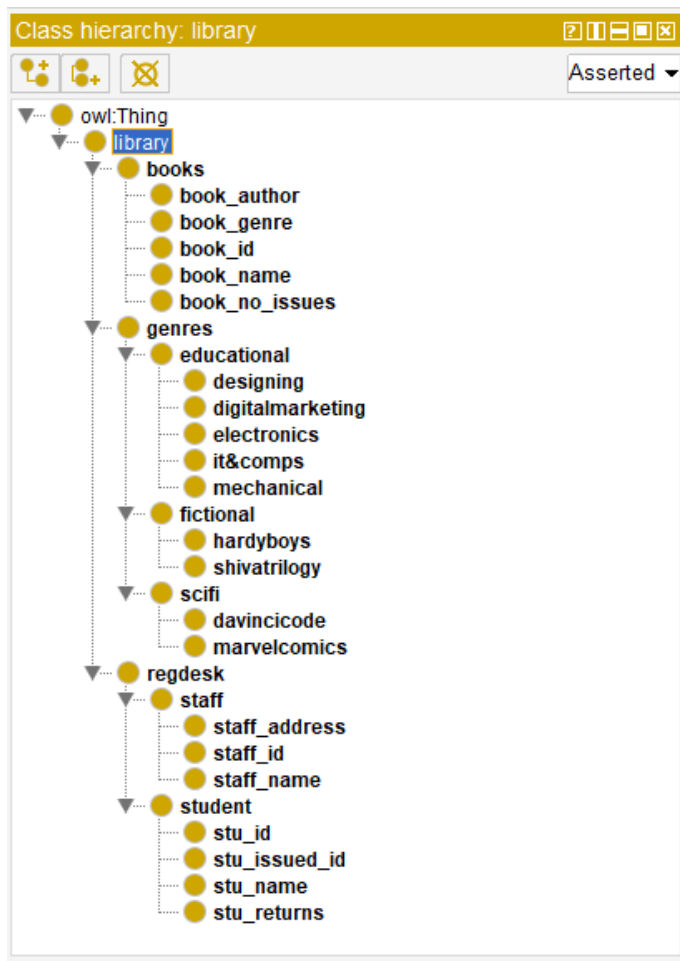 Class hierarchy: library
Asserted
owl:Thing
library
books
book_author
book_genre
book_id
book_name
book_no_issues
genres
educational
designing
digitalmarketing
electronics
it&comps
mechanical
fictional
hardyboys
shivatrilogy
scifi
davincicode
marvelcomics
regdesk
staff
staff_address
staff_id
staff_name
student
stu_id
stu_issued_id
stu_name
stu_returns